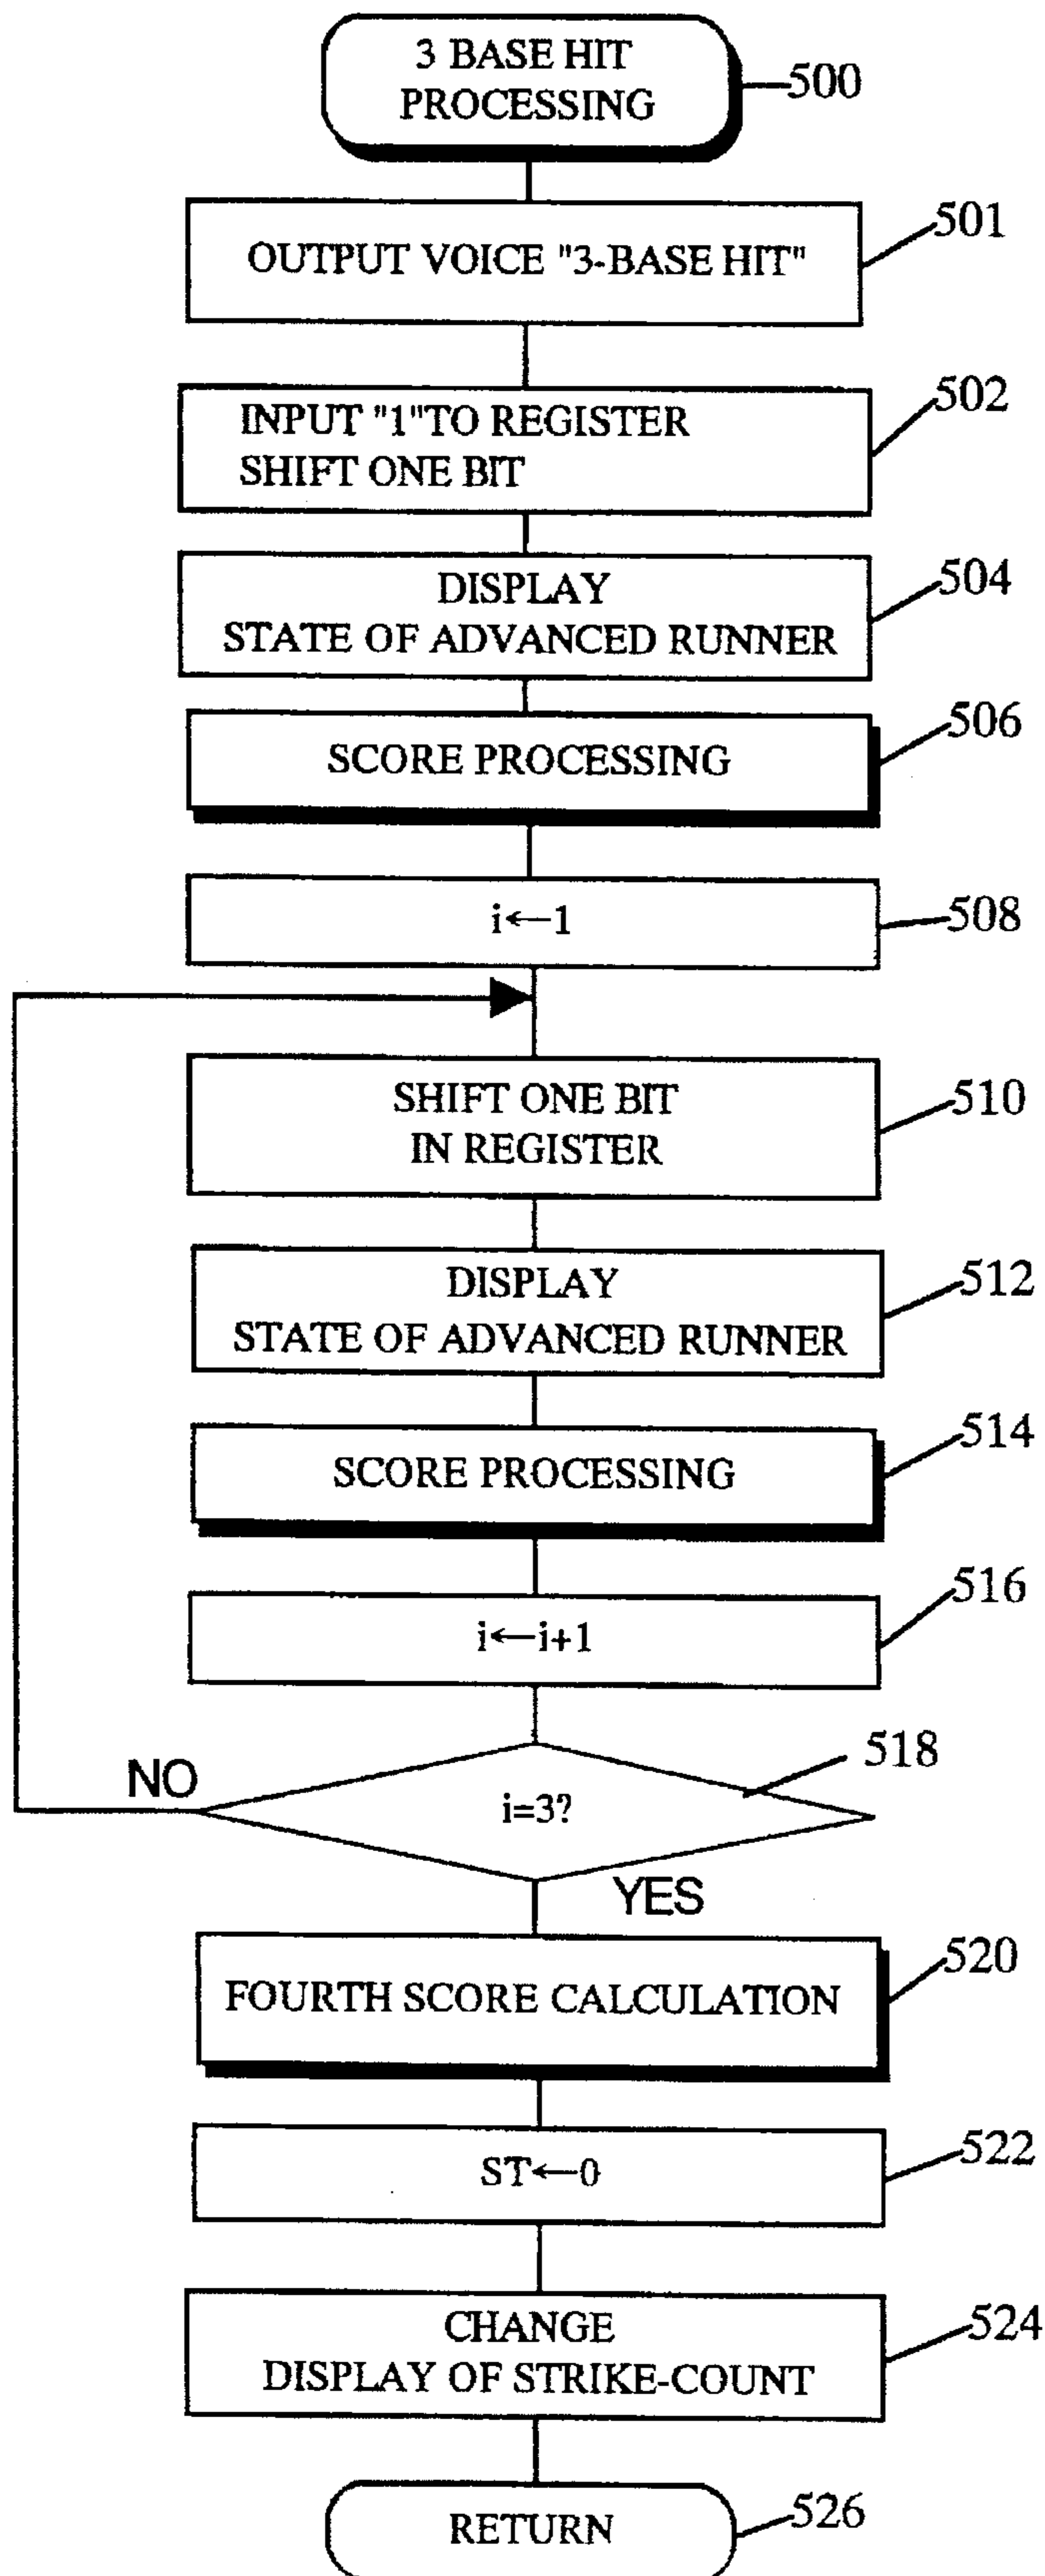 3 BASE HIT
PROCESSING
500
OUTPUT VOICE "3-BASE HIT"
501
INPUT "1"TO REGISTER
SHIFT ONE BIT
502
DISPLAY
STATE OF ADVANCED RUNNER
504
SCORE PROCESSING
506
i←1
508
SHIFT ONE BIT
IN REGISTER
510
DISPLAY
STATE OF ADVANCED RUNNER
512
SCORE PROCESSING
514
i←i+1
516
i=3?
518
NO
YES
FOURTH SCORE CALCULATION
520
ST←0
522
CHANGE
DISPLAY OF STRIKE-COUNT
524
RETURN
526